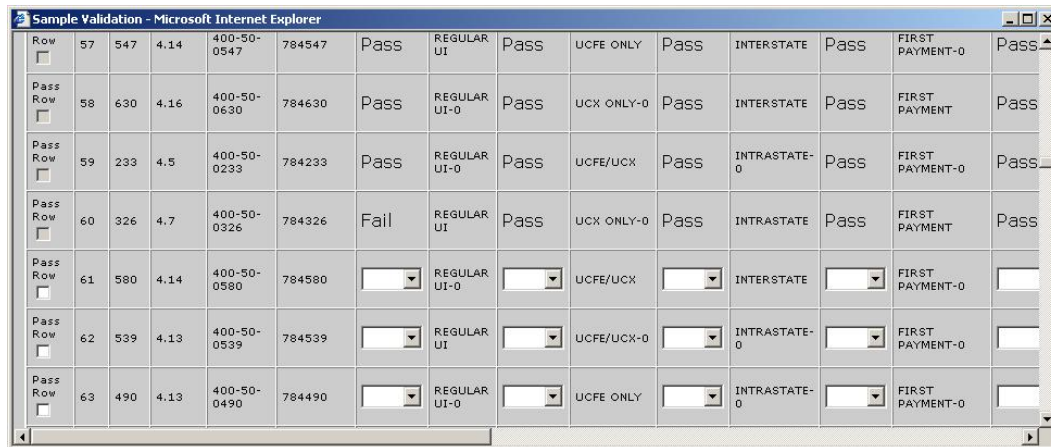 Sample Validation - Microsoft Internet Explorer
Row 57 547 4.14 400-50-0547 784547 Pass REGULAR UI Pass UCFE ONLY Pass INTERSTATE Pass FIRST PAYMENT-0 Pass
Pass Row 58 630 4.16 400-50-0630 784630 Pass REGULAR UI-0 Pass UCX ONLY-0 Pass INTERSTATE Pass FIRST PAYMENT Pass
Pass Row 59 233 4.5 400-50-0233 784233 Pass REGULAR UI-0 Pass UCFE/UCX Pass INTRASTATE-0 Pass FIRST PAYMENT-0 Pass
Pass Row 60 326 4.7 400-50-0326 784326 Fail REGULAR UI Pass UCX ONLY-0 Pass INTRASTATE Pass FIRST PAYMENT Pass
Pass Row 61 580 4.14 400-50-0580 784580 REGULAR UI-0 UCFE/UCX INTERSTATE FIRST PAYMENT-0
Pass Row 62 539 4.13 400-50-0539 784539 REGULAR UI UCFE/UCX-0 INTRASTATE-0 FIRST PAYMENT-0
Pass Row 63 490 4.13 400-50-0490 784490 REGULAR UI-0 UCFE ONLY INTRASTATE-0 FIRST PAYMENT-0